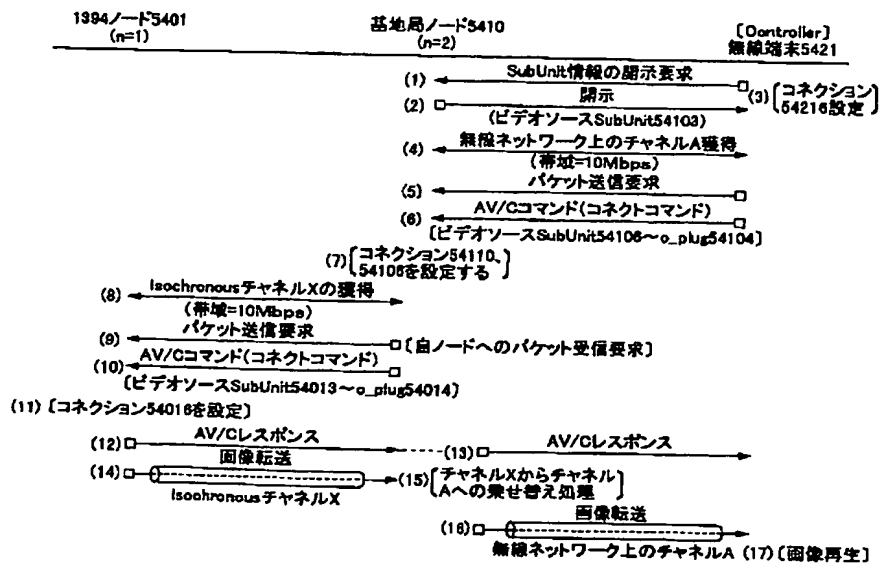 1394ノード5401
(n=1)
基地局ノード5410
(n=2)
[Controller]
無線端末5421
(1) SubUnit情報の開示要求
(2) 開示
(ビデオソースSubUnit54103)
(3) [コネクション
54216設定]
(4) 無線ネットワーク上のチャネルA獲得
(帯域=10Mbps)
(5) パケット送信要求
(6) AV/Cコマンド(コネクトコマンド)
[ビデオソースSubUnit54106~o_plug54104]
(7) [コネクション54110、
54106を設定する]
(8) IsochronousチャネルXの獲得
(帯域=10Mbps)
(9) パケット送信要求
[自ノードへのパケット受信要求]
(10) AV/Cコマンド(コネクトコマンド)
[ビデオソースSubUnit54013~o_plug54014]
(11) [コネクション54016を設定]
(12) AV/Cレスポンス
(13) AV/Cレスポンス
(14) 画像転送
IsochronousチャネルX
(15) [チャネルXからチャネル
Aへの乗せ替え処理]
(16) 画像転送
無線ネットワーク上のチャネルA
(17) [画像再生]